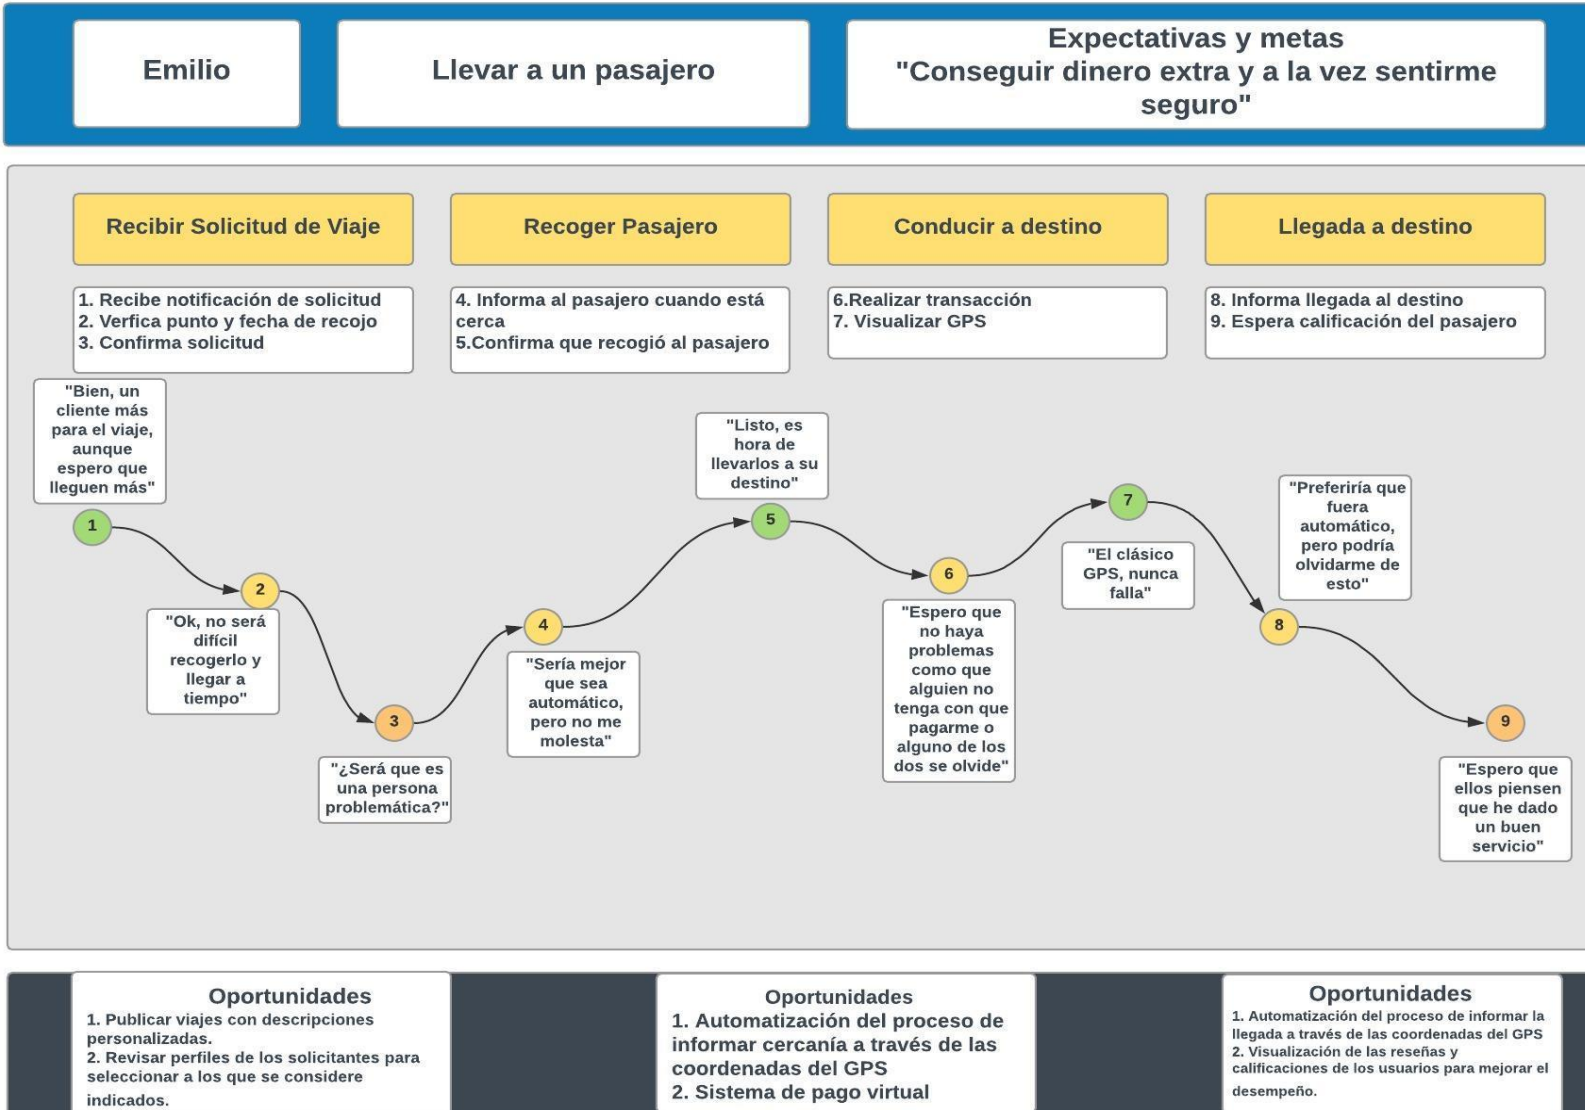 Emilio
Llevar a un pasajero
Expectativas y metas
"Conseguir dinero extra y a la vez sentirme
seguro"
Recibir Solicitud de Viaje
Recoger Pasajero
Conducir a destino
Llegada a destino
1. Recibe notificación de solicitud
2. Verfica punto y fecha de recojo
3. Confirma solicitud
4. Informa al pasajero cuando está
cerca
5.Confirma que recogió al pasajero
6.Realizar transacción
7. Visualizar GPS
8. Informa llegada al destino
9. Espera calificación del pasajero
"Bien, un
cliente más
para el viaje,
aunque
espero que
lleguen más"
1
2
"Ok, no será
difícil
recogerlo y
llegar a
tiempo"
3
"¿Será que es
una persona
problemática?"
4
"Sería mejor
que sea
automático,
pero no me
molesta"
"Listo, es
hora de
llevarlos a su
destino"
5
6
"Espero que
no haya
problemas
como que
alguien no
tenga con que
pagarme o
alguno de los
dos se olvide"
7
"El clásico
GPS, nunca
falla"
"Preferiría que
fuera
automático,
pero podría
olvidarme de
esto"
8
9
"Espero que
ellos piensen
que he dado
un buen
servicio"
Oportunidades
1. Publicar viajes con descripciones
personalizadas.
2. Revisar perfiles de los solicitantes para
seleccionar a los que se considere
indicados.
Oportunidades
1. Automatización del proceso de
informar cercanía a través de las
coordenadas del GPS
2. Sistema de pago virtual
Oportunidades
1. Automatización del proceso de informar la
llegada a través de las coordenadas del GPS
2. Visualización de las reseñas y
calificaciones de los usuarios para mejorar el
desempeño.